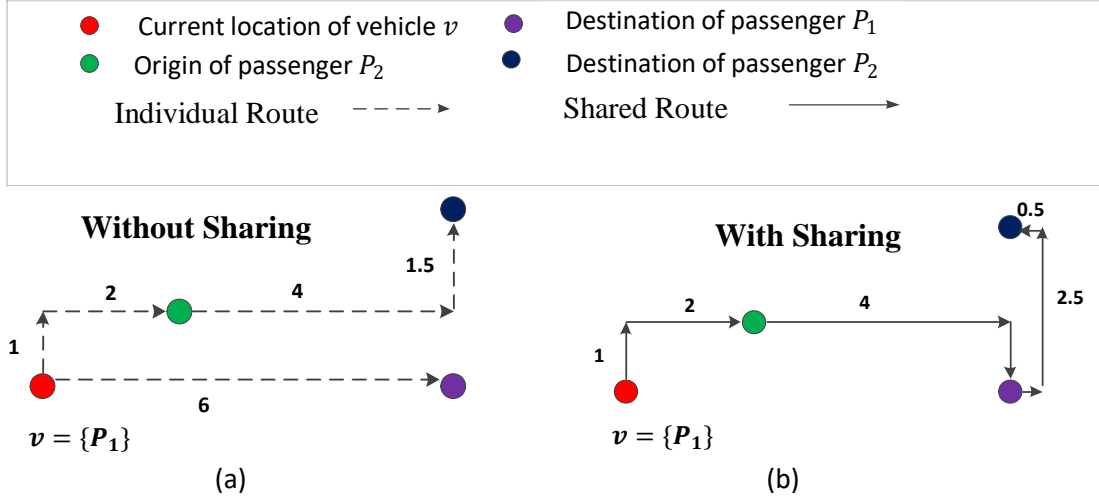 Current location of vehicle v
Destination of passenger P1
Origin of passenger P2
Destination of passenger P2
Individual Route
Shared Route
Without Sharing
2
4
1.5
1
6
v = {P1}
(a)
With Sharing
0.5
2
4
2.5
1
v = {P1}
(b)